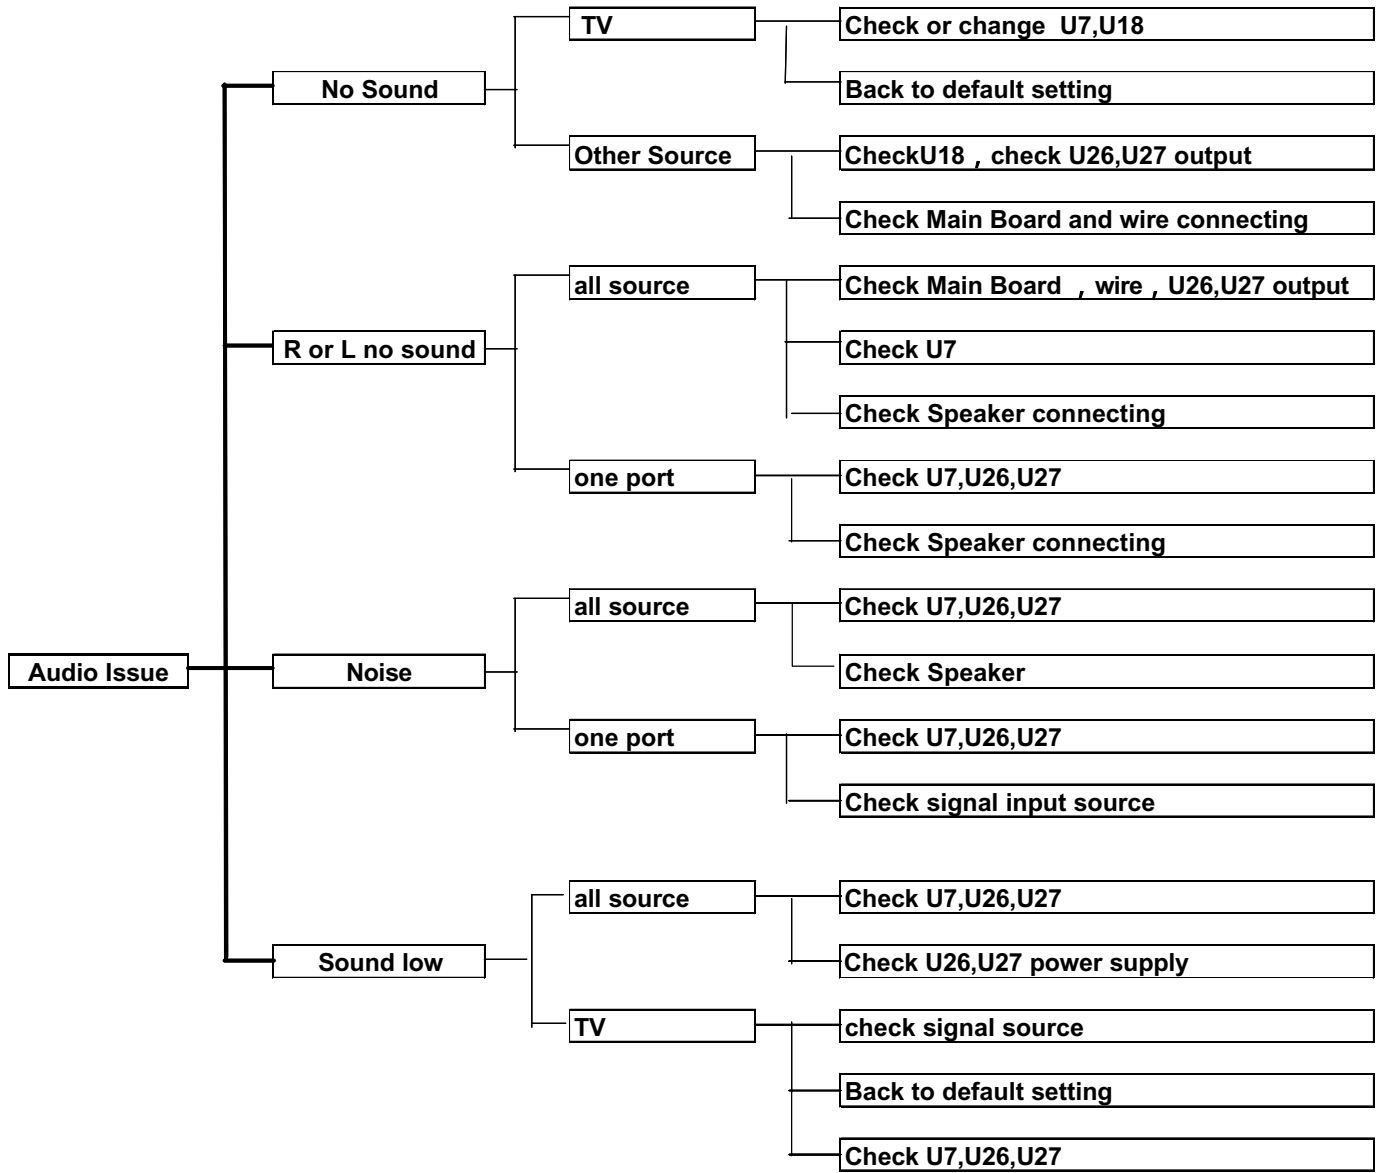 TV
Check or change U7,U18
No Sound
Back to default setting
Other Source
CheckU18 , check U26,U27 output
Check Main Board and wire connecting
all source
Check Main Board , wire , U26,U27 output
R or L no sound
Check U7
Check Speaker connecting
one port
Check U7,U26,U27
Check Speaker connecting
all source
Check U7,U26,U27
Audio Issue
Noise
Check Speaker
one port
Check U7,U26,U27
Check signal input source
all source
Check U7,U26,U27
Sound low
Check U26,U27 power supply
TV
check signal source
Back to default setting
Check U7,U26,U27